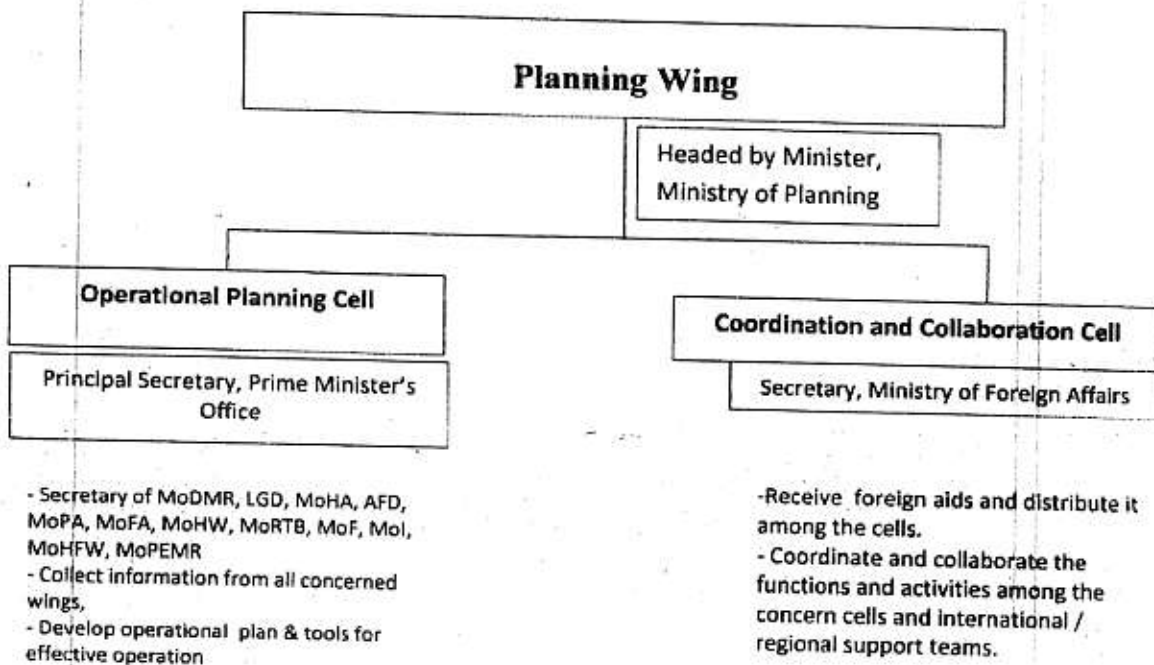 Planning Wing
Headed by Minister,
Ministry of Planning
Operational Planning Cell
Principal Secretary, Prime Minister's
Office
- Secretary of MoDMR, LGD, MoHA, AFD,
MoPA, MoFA, MoHW, MoRTB, MoF, MoI,
MoHFW, MoPEMR
- Collect information from all concerned
wings,
- Develop operational plan & tools for
effective operation
Coordination and Collaboration Cell
Secretary, Ministry of Foreign Affairs
-Receive foreign aids and distribute it
among the cells.
- Coordinate and collaborate the
functions and activities among the
concern cells and international /
regional support teams.